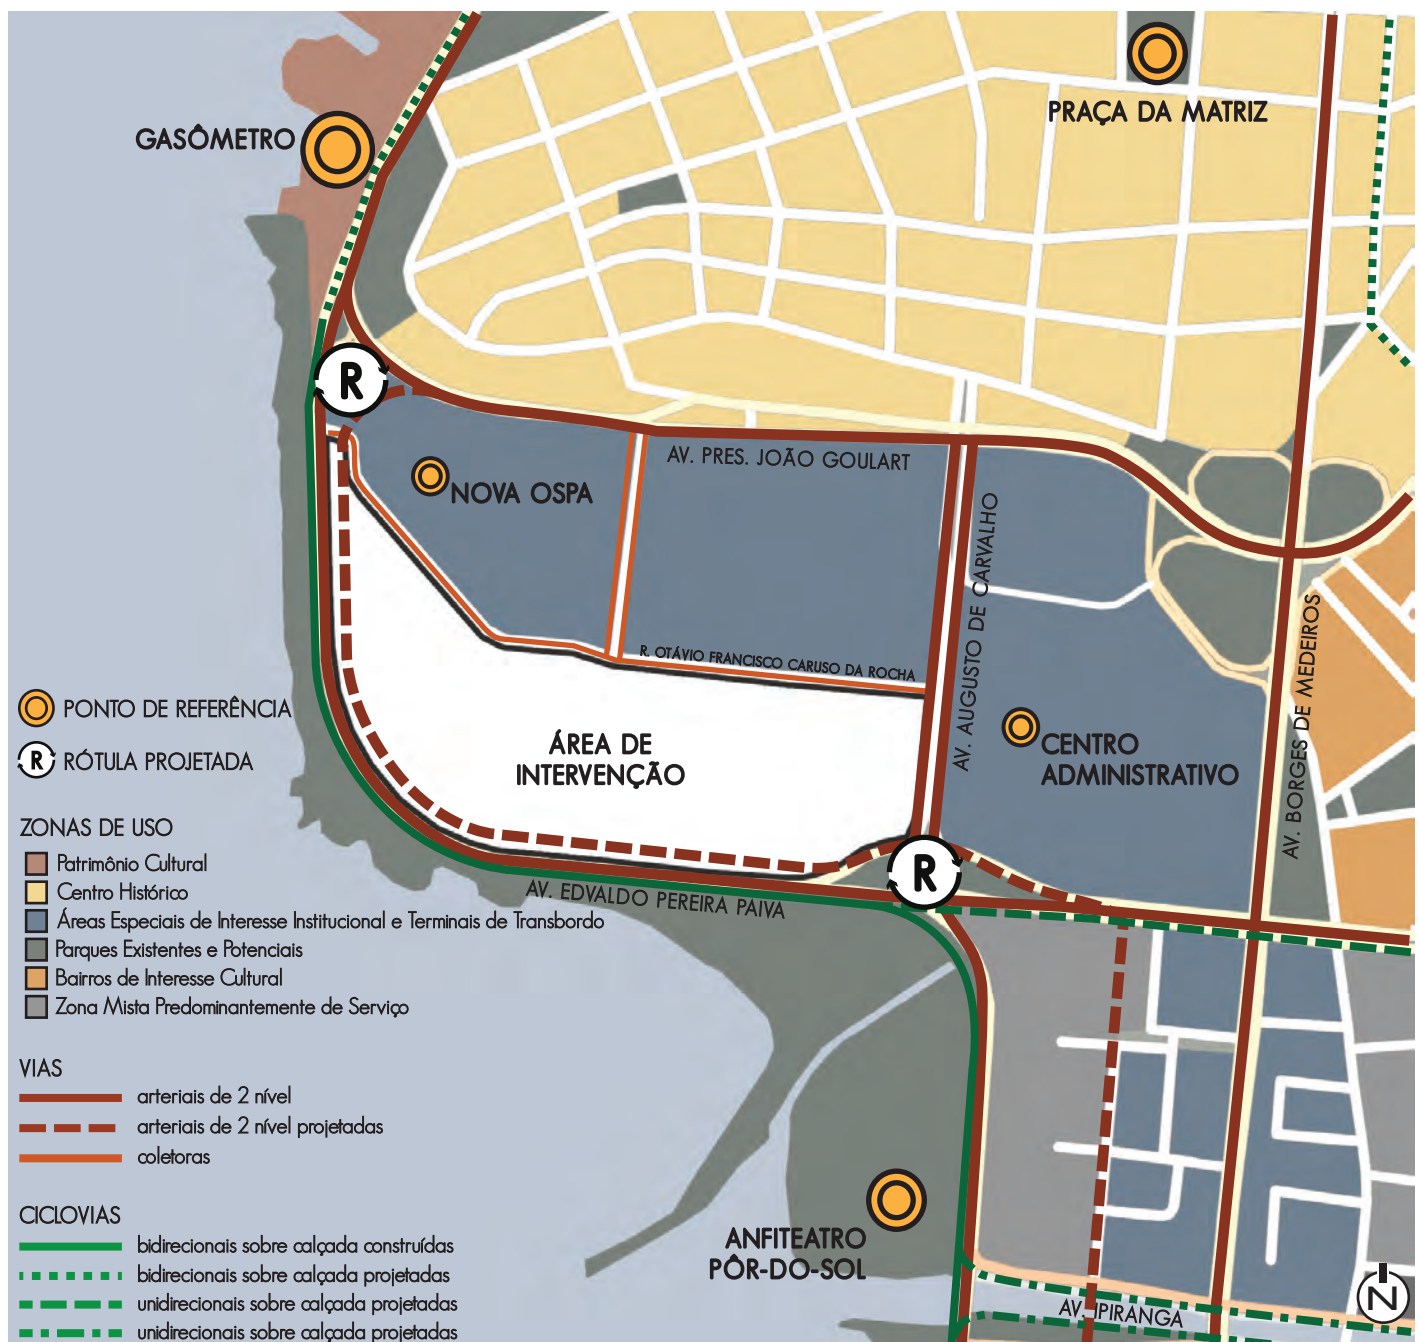 PRAÇA DA MATRIZ
GASÔMETRO
R
AV. PRES. JOÃO GOULART
NOVA OSPA
AV. AUGUSTO DE CARVALHO
R. OTÁVIO FRANCISCO CARUSO DA ROCHA
AV. BORGES DE MEDEIROS
ÁREA DE
INTERVENÇÃO
CENTRO
ADMINISTRATIVO
R
AV. EDVALDO PEREIRA PAIVA
ANFITEATRO
PÔR-DO-SOL
AV. IPIRANGA
N
PONTO DE REFERÊNCIA
R RÓTULA PROJETADA
ZONAS DE USO
Patrimônio Cultural
Centro Histórico
Áreas Especiais de Interesse Institucional e Terminais de Transbordo
Parques Existentes e Potenciais
Bairros de Interesse Cultural
Zona Mista Predominantemente de Serviço
VIAS
arteriais de 2 nível
arteriais de 2 nível projetadas
coletoras
CICLOVIAS
bidirecionais sobre calçada construídas
bidirecionais sobre calçada projetadas
unidirecionais sobre calçada projetadas
unidirecionais sobre calçada projetadas